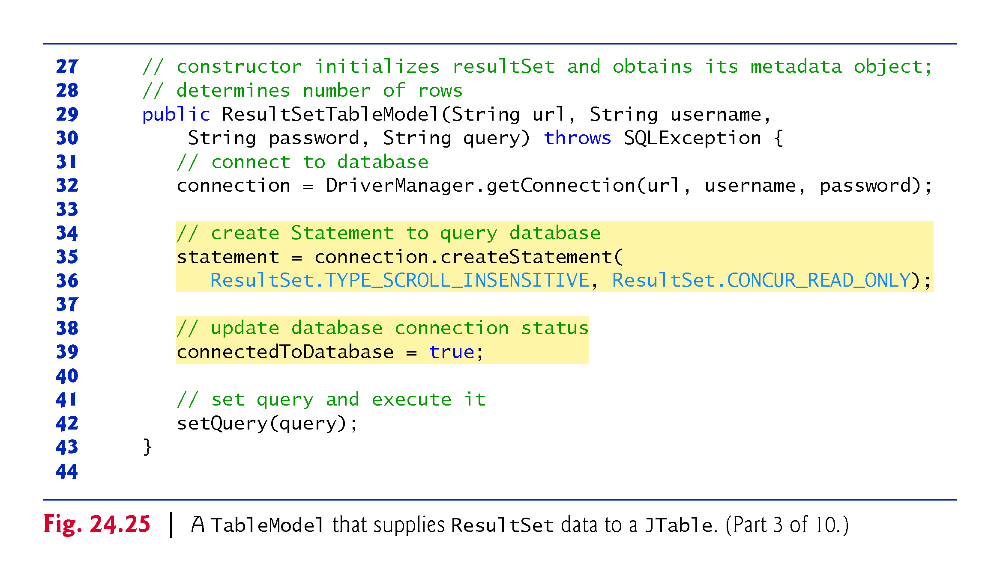 27 // constructor initializes resultSet and obtains its metadata object;
28 // determines number of rows
29 public ResultSetTableModel(String url, String username,
30 String password, String query) throws SQLException {
31 // connect to database
32 connection = DriverManager.getConnection(url, username, password);
33
34 // create Statement to query database
35 statement = connection.createStatement(
36 ResultSet.TYPE_SCROLL_INSENSITIVE, ResultSet.CONCUR_READ_ONLY);
37
38 // update database connection status
39 connectedToDatabase = true;
40
41 // set query and execute it
42 setQuery(query);
43 }
44
Fig. 24.25 | A TableModel that supplies ResultSet data to a JTable. (Part 3 of 10.)